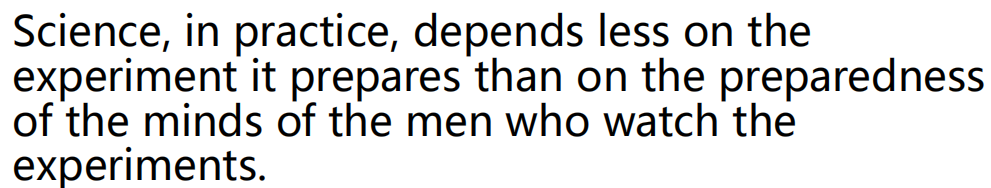 Science, in practice, depends less on the
experiment it prepares than on the preparedness
of the minds of the men who watch the
experiments.